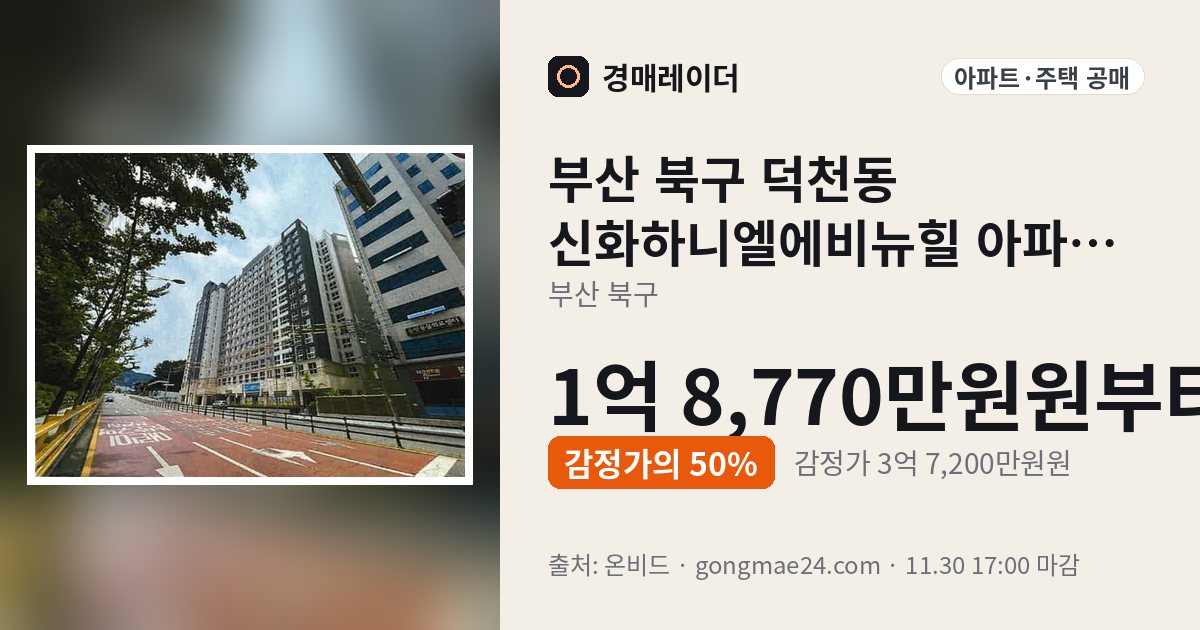 경매레이더
아파트·주택 공매
부산 북구 덕천동
신화하니엘에비뉴힐 아파…
부산 북구
1억 8,770만원원부터
감정가의 50%
감정가 3억 7,200만원원
출처: 온비드 · gongmae24.com · 11.30 17:00 마감